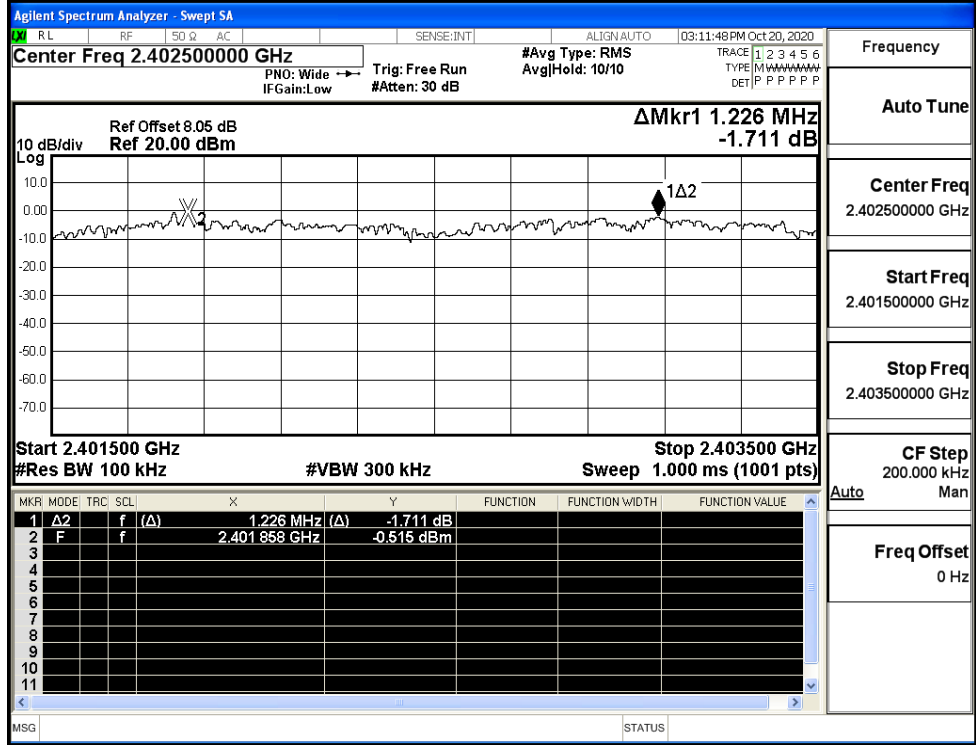 Agilent Spectrum Analyzer - Swept SA
LXI RL RF 50 Ω AC SENSE:INT ALIGN AUTO 03:11:48 PM Oct 20, 2020
Center Freq 2.402500000 GHz
PNO: Wide
IFGain:Low
Trig: Free Run
#Atten: 30 dB
#Avg Type: RMS
Avg|Hold: 10/10
TRACE 1 2 3 4 5 6
TYPE MWWWWW
DET P P P P P P
Frequency
Auto Tune
Center Freq
2.402500000 GHz
Start Freq
2.401500000 GHz
Stop Freq
2.403500000 GHz
CF Step
200.000 kHz
Auto Man
Freq Offset
0 Hz
ΔMkr1 1.226 MHz
-1.711 dB
Ref Offset 8.05 dB
10 dB/div Ref 20.00 dBm
Log
10.0
0.00
-10.0
-20.0
-30.0
-40.0
-50.0
-60.0
-70.0
2
1Δ2
Start 2.401500 GHz Stop 2.403500 GHz
#Res BW 100 kHz #VBW 300 kHz Sweep 1.000 ms (1001 pts)
MKR MODE TRC SCL X Y FUNCTION FUNCTION WIDTH FUNCTION VALUE
1 Δ2 f (Δ) 1.226 MHz (Δ) -1.711 dB
2 F f 2.401 858 GHz -0.515 dBm
3
4
5
6
7
8
9
10
11
MSG STATUS